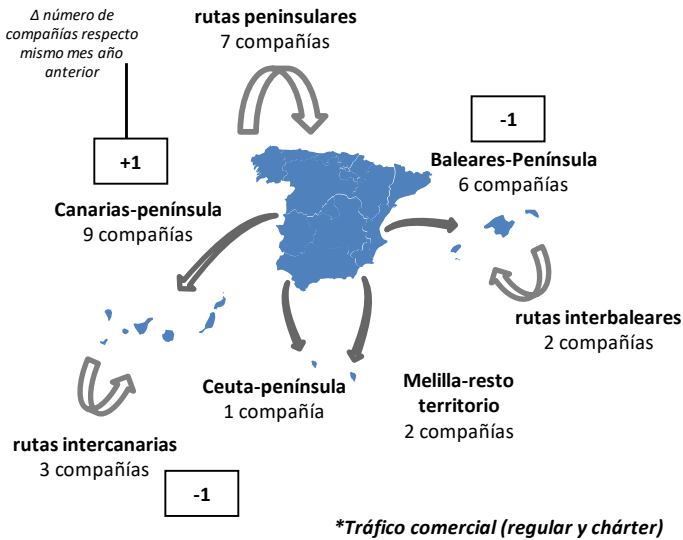 Δ número de
compañías respecto
mismo mes año
anterior
rutas peninsulares
7 compañías
-1
+1
Baleares-Península
6 compañías
Canarias-península
9 compañías
rutas interbaleares
2 compañías
Ceuta-península
1 compañía
Melilla-resto
territorio
2 compañías
rutas intercanarias
3 compañías
-1
*Tráfico comercial (regular y chárter)